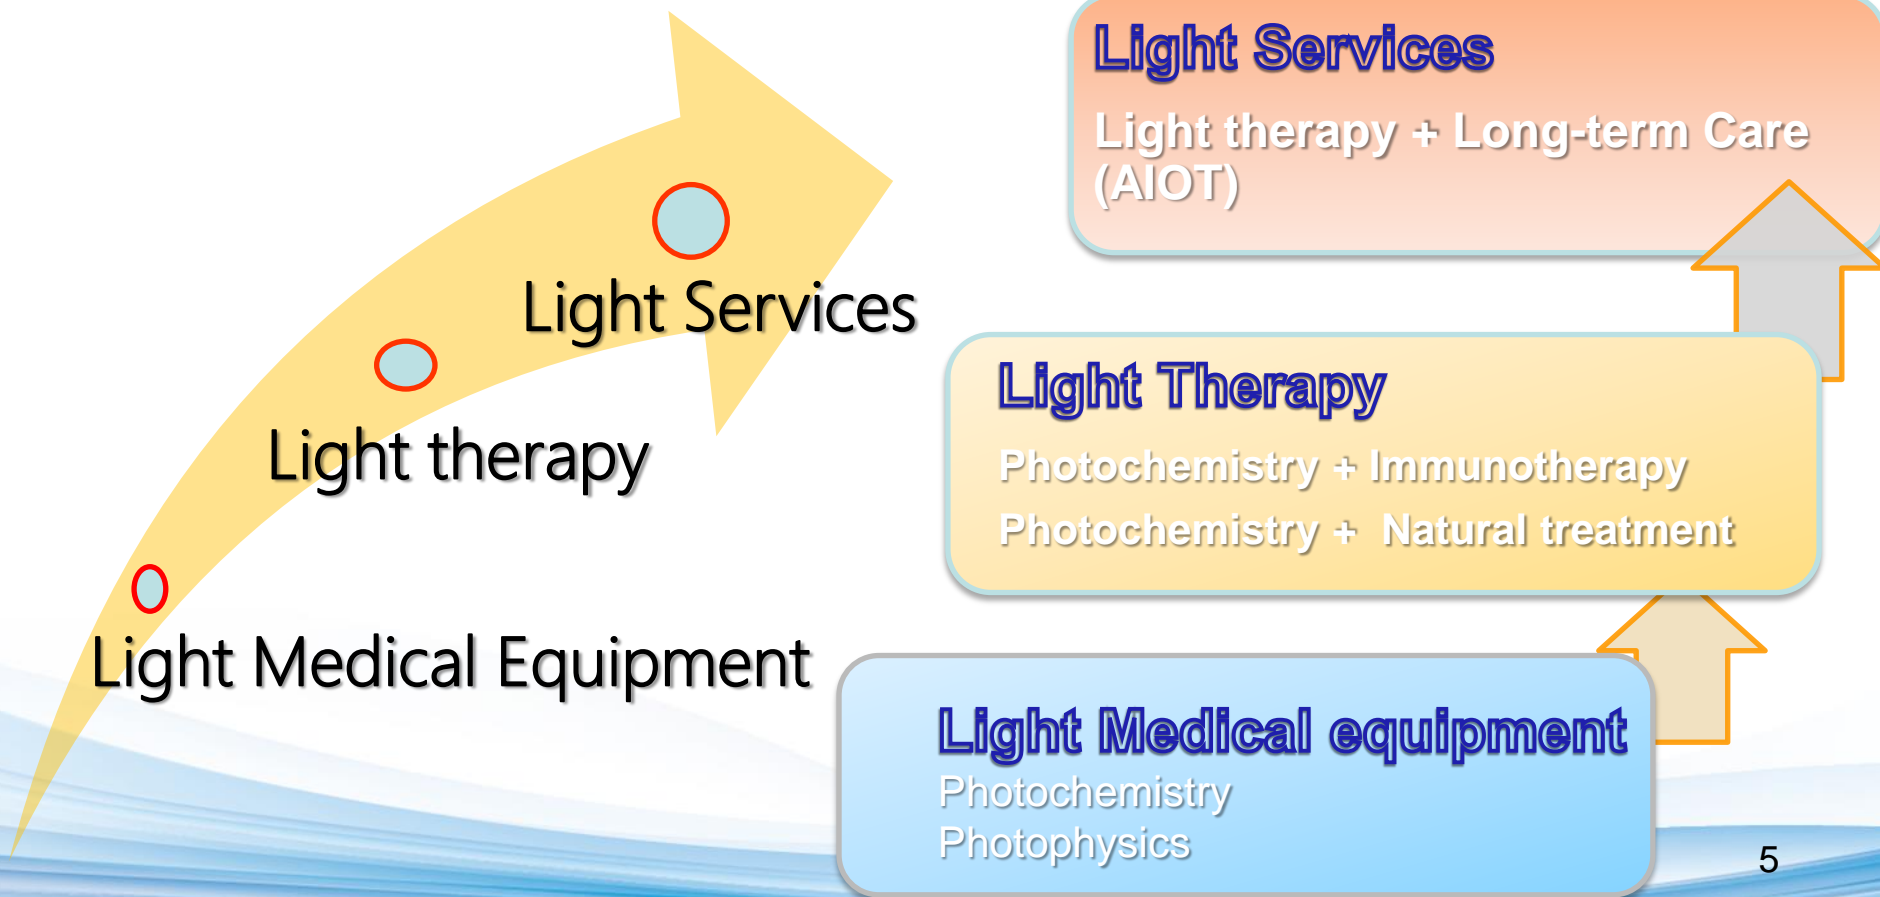 Light Services
Light therapy
Light Medical Equipment
Light Services
Light therapy + Long-term Care
(AIOT)
Light Therapy
Photochemistry + Immunotherapy
Photochemistry + Natural treatment
Light Medical equipment
Photochemistry
Photophysics
5